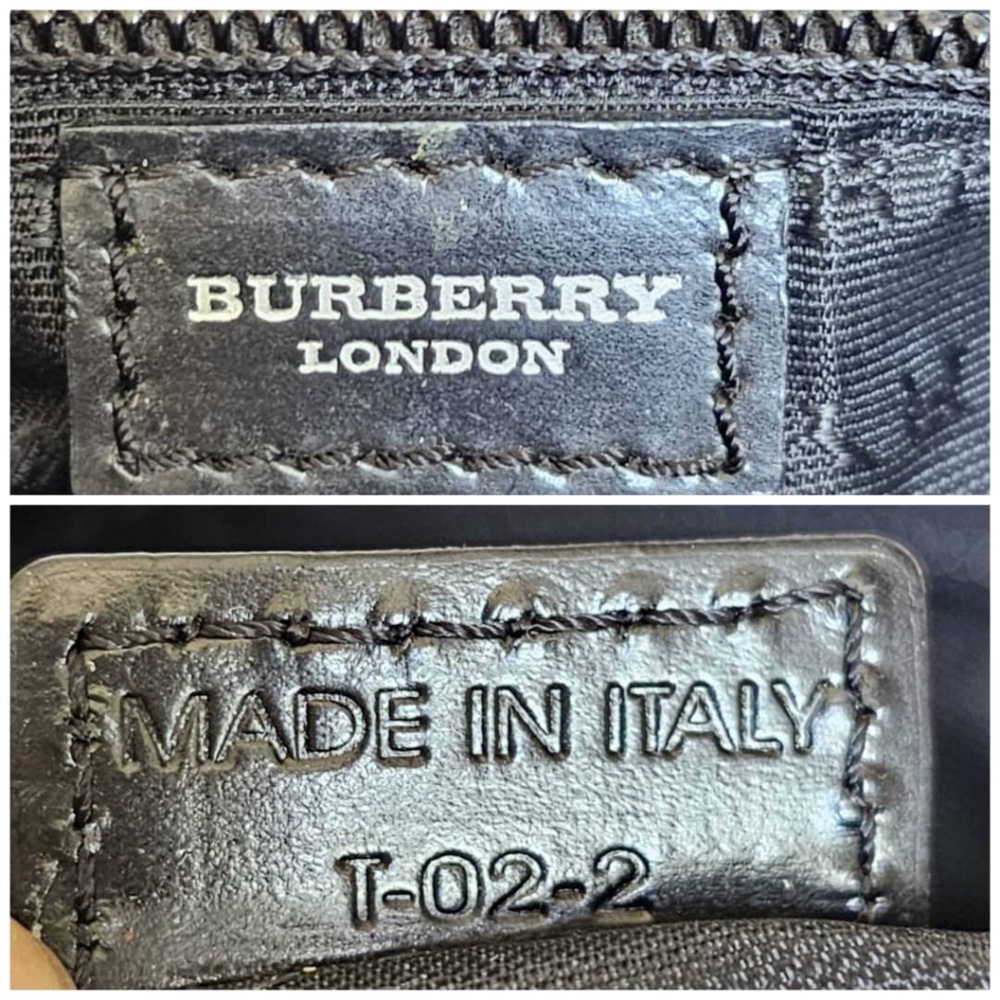 BURBERRY
LONDON
MADE IN ITALY
T-02-2